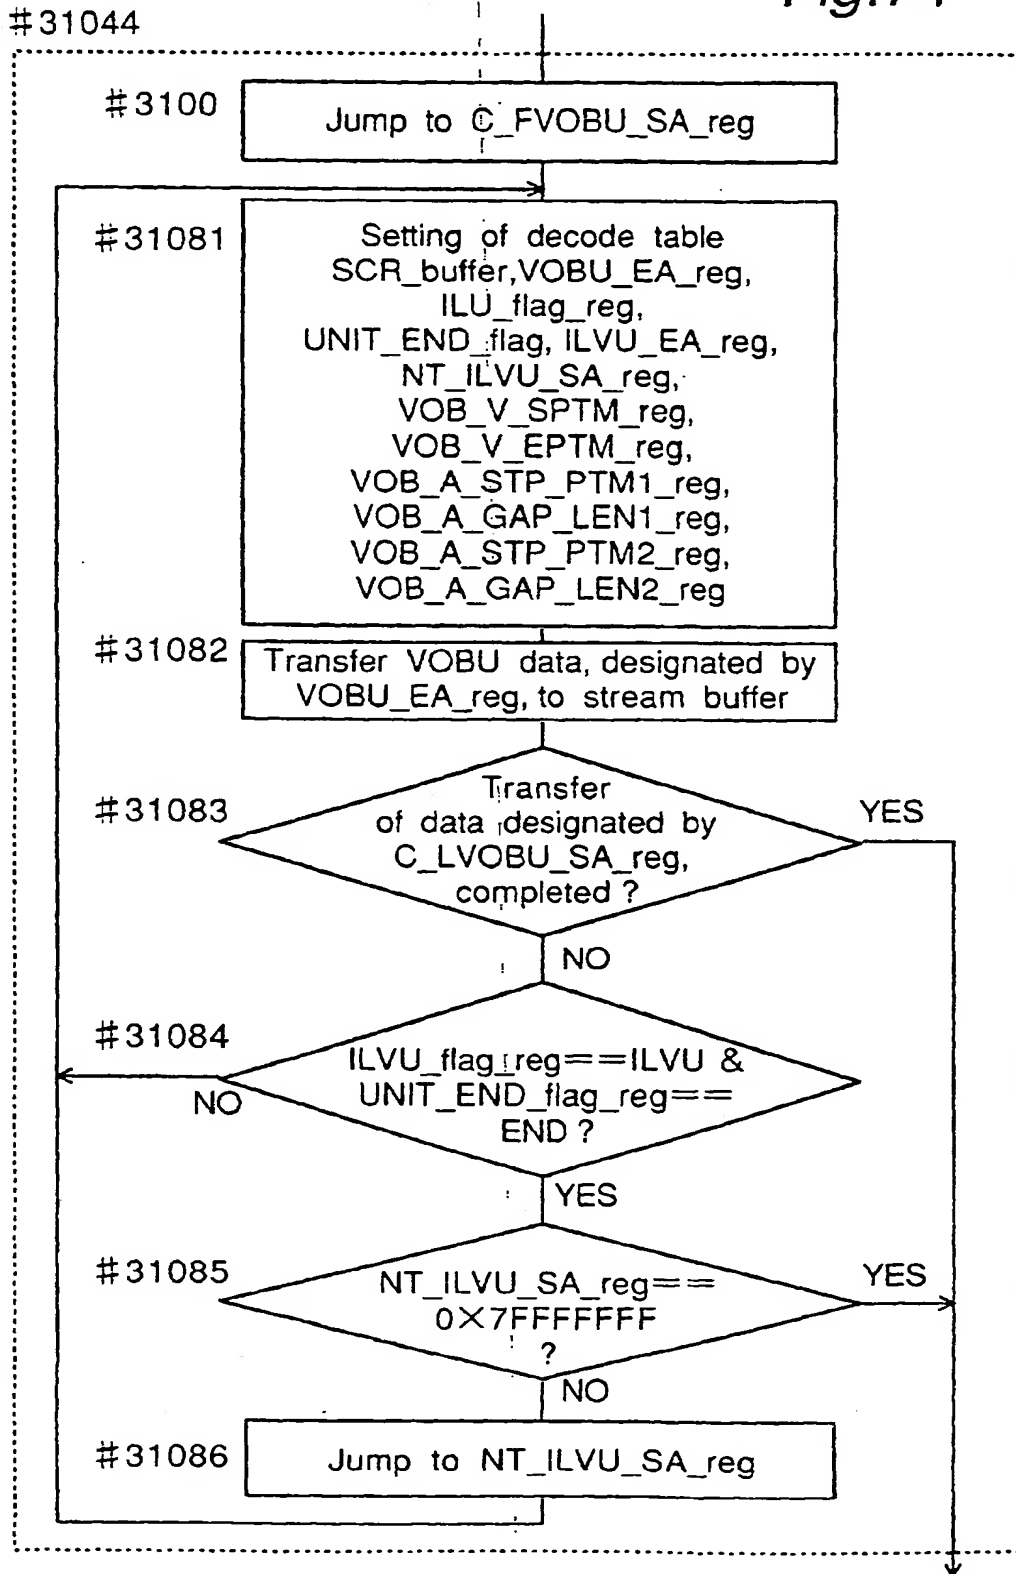 #31044
#3100
Jump to C_FVOBU_SA_reg
#31081
Setting of decode table
SCR_buffer,VOBU_EA_reg,
ILU_flag_reg,
UNIT_END_flag, ILVU_EA_reg,
NT_ILVU_SA_reg,
VOB_V_SPTM_reg,
VOB_V_EPTM_reg,
VOB_A_STP_PTM1_reg,
VOB_A_GAP_LEN1_reg,
VOB_A_STP_PTM2_reg,
VOB_A_GAP_LEN2_reg
#31082
Transfer VOBU data, designated by
VOBU_EA_reg, to stream buffer
#31083
Transfer
of data designated by
C_LVOBU_SA_reg,
completed ?
YES
NO
#31084
ILVU_flag_reg==ILVU &
UNIT_END_flag_reg==
END ?
NO
YES
#31085
NT_ILVU_SA_reg==
0X7FFFFFFF
?
YES
NO
#31086
Jump to NT_ILVU_SA_reg